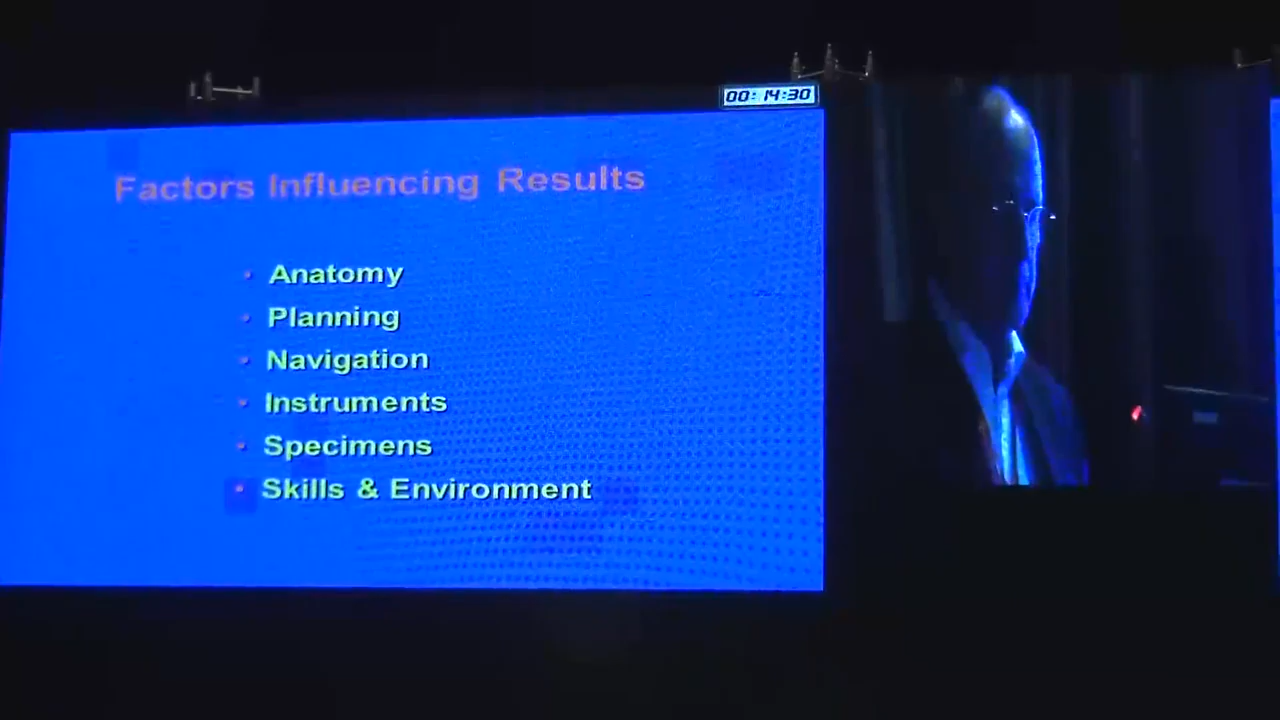 00:14:30
Factors Influencing Results
• Anatomy
• Planning
• Navigation
• Instruments
• Specimens
• Skills & Environment